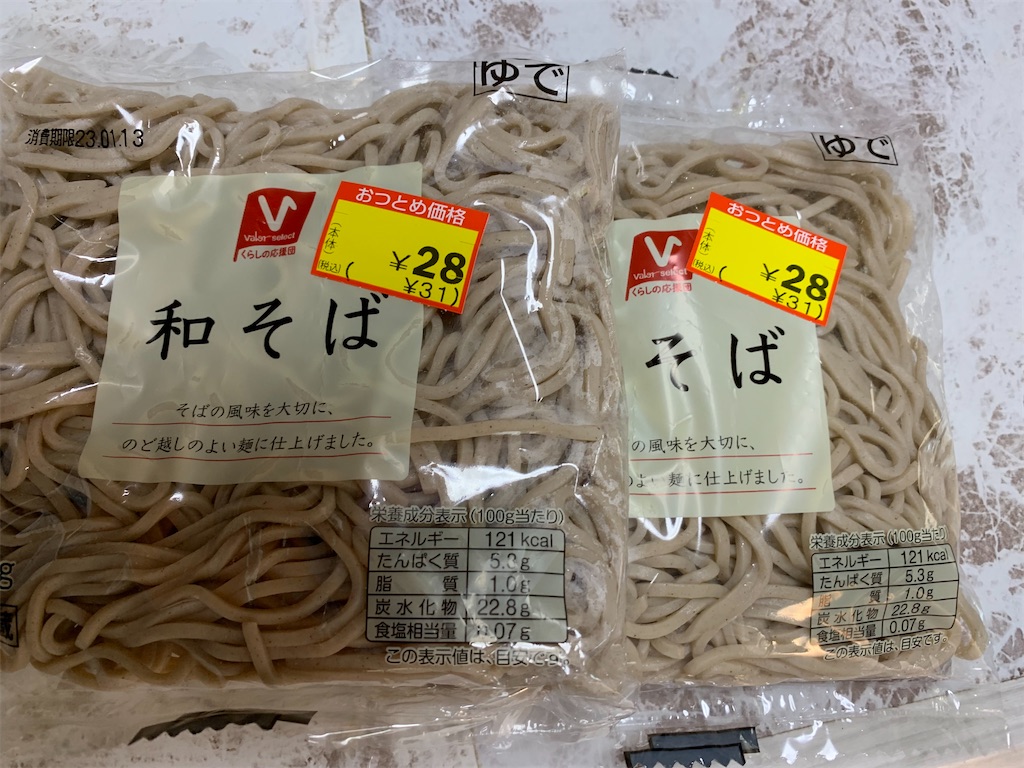 ゆで
消費期限23.01.13
Valor select
くらしの応援団
おつとめ価格
(本体)
¥28
(税込)
( ¥31)
和そば
そばの風味を大切に、
のど越しのよい麺に仕上げました。
栄養成分表示(100g当たり)
エネルギー 121kcal
たんぱく質 5.3g
脂質 1.0g
炭水化物 22.8g
食塩相当量 0.07g
この表示値は、目安です。
g
ゆで
Valor select
くらしの応援団
おつとめ価格
(本体)
¥28
(税込)
( ¥31)
そば
の風味を大切に、
よい麺に仕上げました。
栄養成分表示(100g当たり)
エネルギー 121kcal
たんぱく質 5.3g
脂質 1.0g
炭水化物 22.8g
食塩相当量 0.07g
この表示値は、目安です。